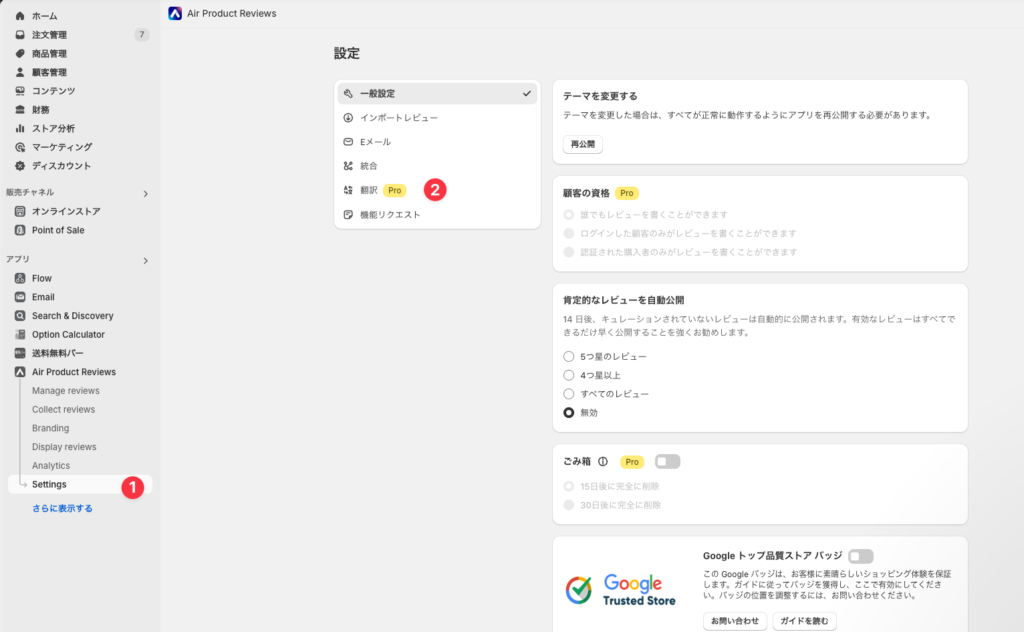 ホーム
注文管理
7
商品管理
顧客管理
コンテンツ
財務
ストア分析
マーケティング
ディスカウント
販売チャネル
オンラインストア
Point of Sale
アプリ
Flow
Email
Search & Discovery
Option Calculator
送料無料バー
Air Product Reviews
Manage reviews
Collect reviews
Branding
Display reviews
Analytics
Settings
1
さらに表示する
Air Product Reviews
設定
一般設定
インポートレビュー
Eメール
統合
翻訳 Pro
2
機能リクエスト
テーマを変更する
テーマを変更した場合は、すべてが正常に動作するようにアプリを再公開する必要があります。
再公開
顧客の資格 Pro
誰でもレビューを書くことができます
ログインした顧客のみがレビューを書くことができます
認証された購入者のみがレビューを書くことができます
肯定的なレビューを自動公開
14 日後、キュレーションされていないレビューは自動的に公開されます。有効なレビューはすべてで
きるだけ早く公開することを強くお勧めします。
5つ星のレビュー
4つ星以上
すべてのレビュー
無効
ごみ箱 Pro
15日後に完全に削除
30日後に完全に削除
Google
Trusted Store
Google トップ品質ストア バッジ
この Google バッジは、お客様に素晴らしいショッピング体験を保証
します。ガイドに従ってバッジを獲得し、ここで有効にしてくださ
い。バッジの位置を調整するには、お問い合わせください。
お問い合わせ
ガイドを読む